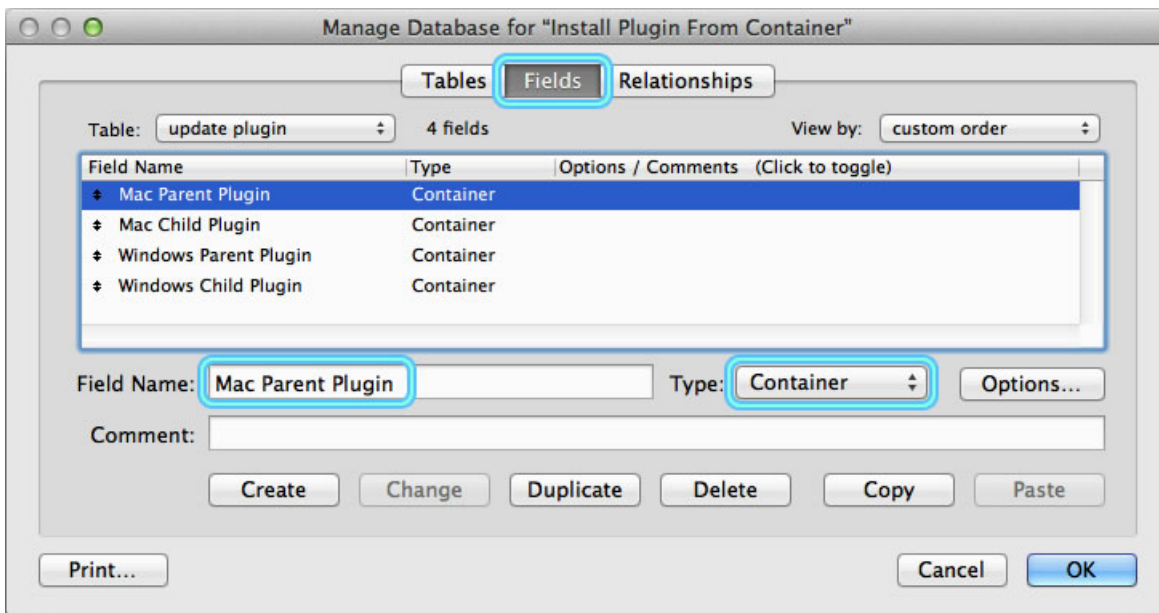 Manage Database for “Install Plugin From Container”
Tables Fields Relationships
Table: update plugin 4 fields View by: custom order
Field Name Type Options / Comments (Click to toggle)
Mac Parent Plugin Container
Mac Child Plugin Container
Windows Parent Plugin Container
Windows Child Plugin Container
Field Name: Mac Parent Plugin Type: Container Options...
Comment:
Create Change Duplicate Delete Copy Paste
Print... Cancel OK